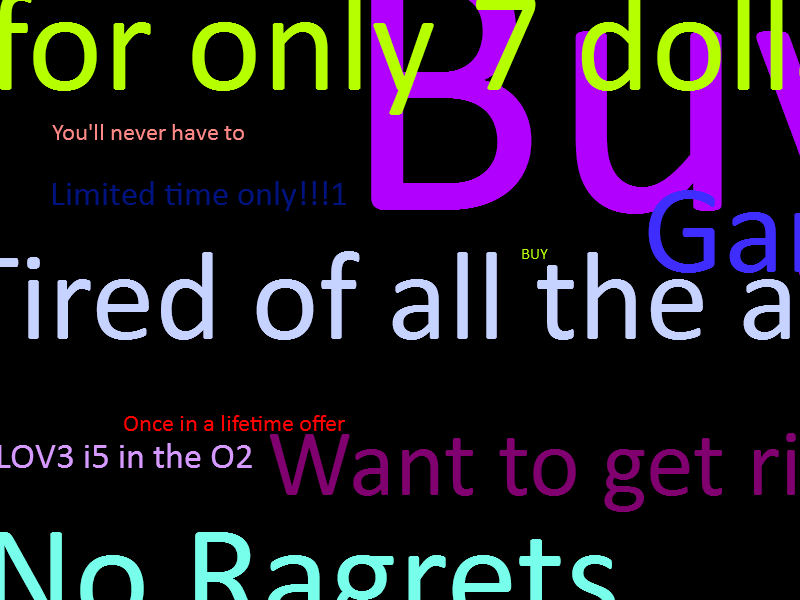 for only 7 doll
Buy
You'll never have to
Limited time only!!!1
Gar
BUY
Tired of all the a
Once in a lifetime offer
LOV3 i5 in the O2
Want to get ri
No Ragrets